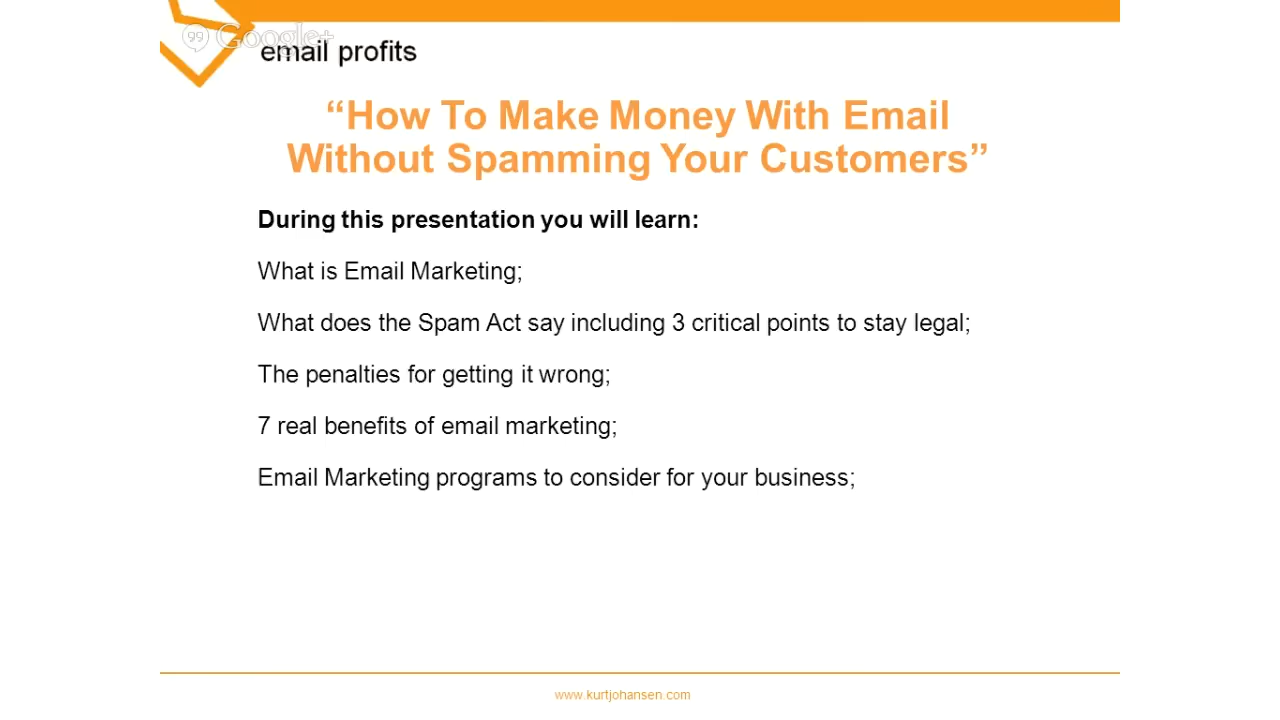 Google+
email profits
“How To Make Money With Email
Without Spamming Your Customers”
During this presentation you will learn:
What is Email Marketing;
What does the Spam Act say including 3 critical points to stay legal;
The penalties for getting it wrong;
7 real benefits of email marketing;
Email Marketing programs to consider for your business;
www.kurtjohansen.com